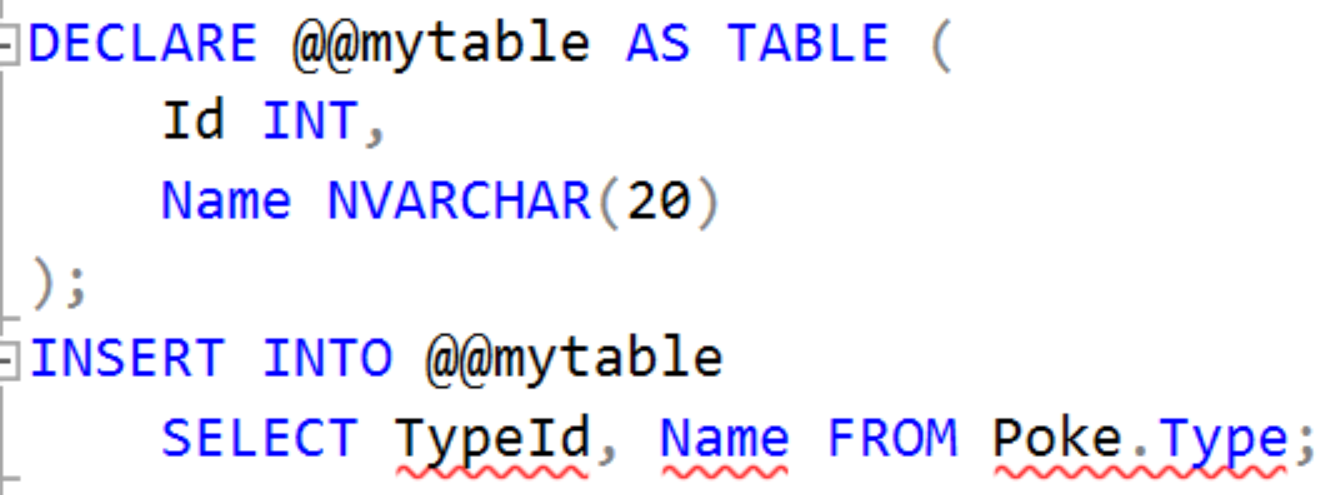 DECLARE @@mytable AS TABLE (
Id INT,
Name NVARCHAR(20)
);
INSERT INTO @@mytable
SELECT TypeId, Name FROM Poke.Type;